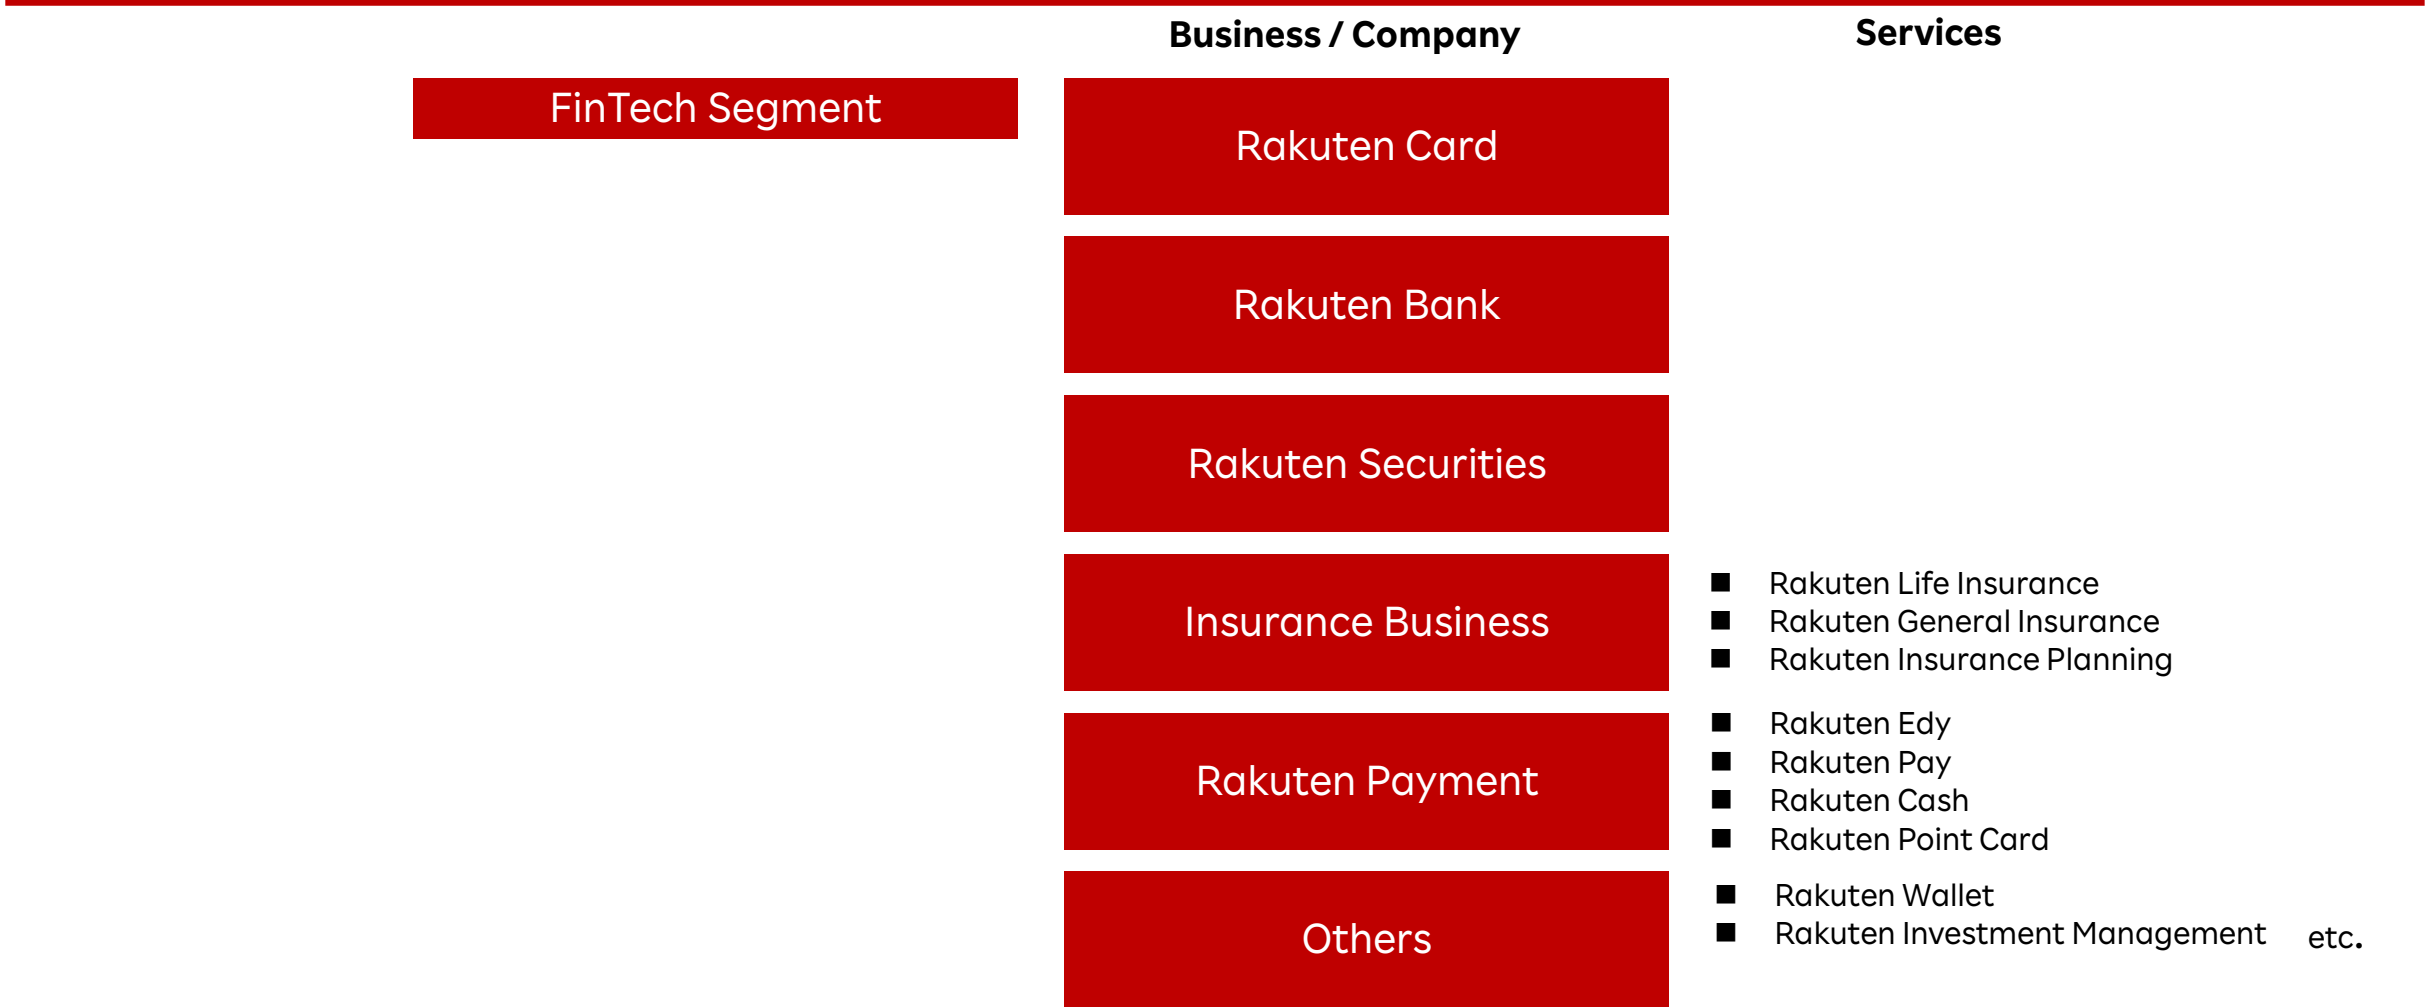 Business / Company
Services
FinTech Segment
Rakuten Card
Rakuten Bank
Rakuten Securities
Insurance Business
■ Rakuten Life Insurance
■ Rakuten General Insurance
■ Rakuten Insurance Planning
Rakuten Payment
■ Rakuten Edy
■ Rakuten Pay
■ Rakuten Cash
■ Rakuten Point Card
Others
■ Rakuten Wallet
■ Rakuten Investment Management etc.